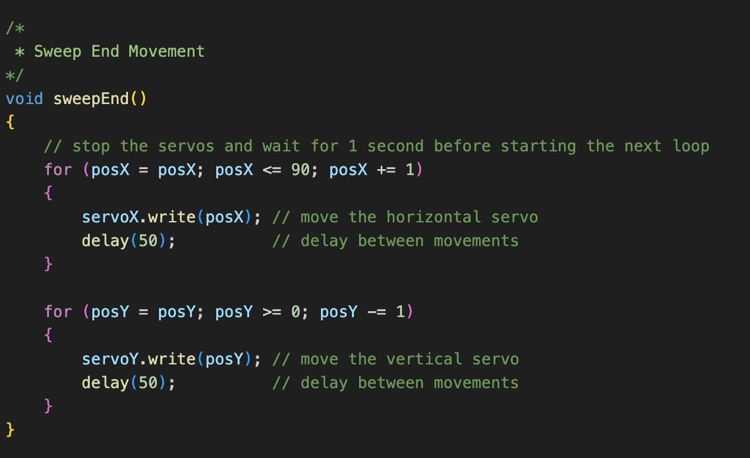 /*
 * Sweep End Movement
*/
void sweepEnd()
{
    // stop the servos and wait for 1 second before starting the next loop
    for (posX = posX; posX <= 90; posX += 1)
    {
        servoX.write(posX); // move the horizontal servo
        delay(50);          // delay between movements
    }

    for (posY = posY; posY >= 0; posY -= 1)
    {
        servoY.write(posY); // move the vertical servo
        delay(50);          // delay between movements
    }
}